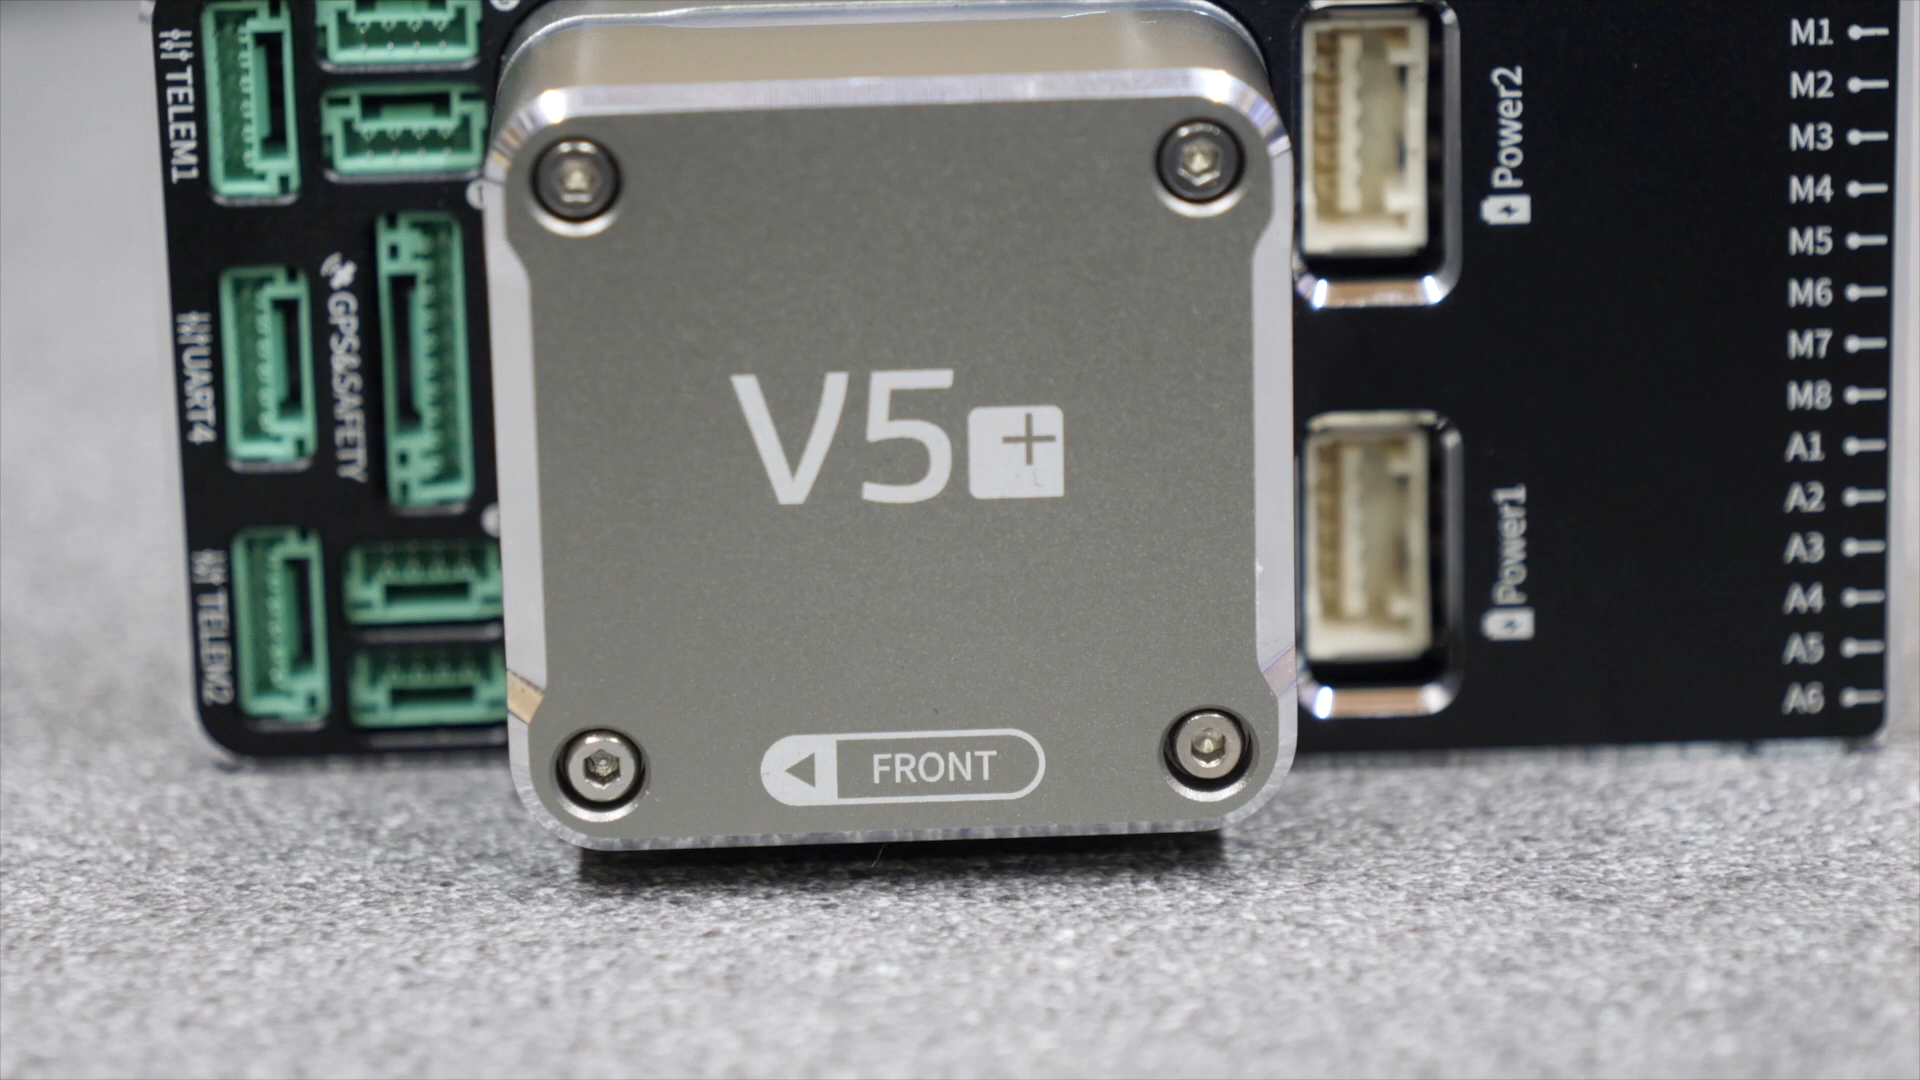 TELEM1
UART4
TELEM2
GPS&SAFETY
V5+
FRONT
Power2
Power1
M1
M2
M3
M4
M5
M6
M7
M8
A1
A2
A3
A4
A5
A6